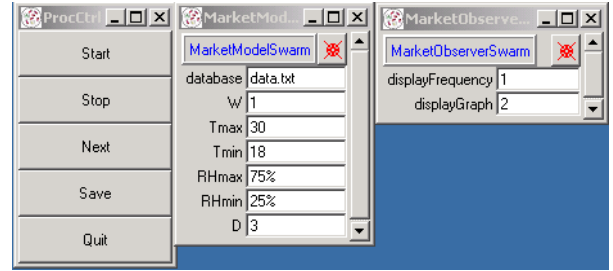 ProcCtrl
Start
Stop
Next
Save
Quit
MarketMod...
MarketModelSwarm
database data.txt
W 1
Tmax 30
Tmin 18
RHmax 75%
RHmin 25%
D 3
MarketObserve...
MarketObserverSwarm
displayFrequency 1
displayGraph 2